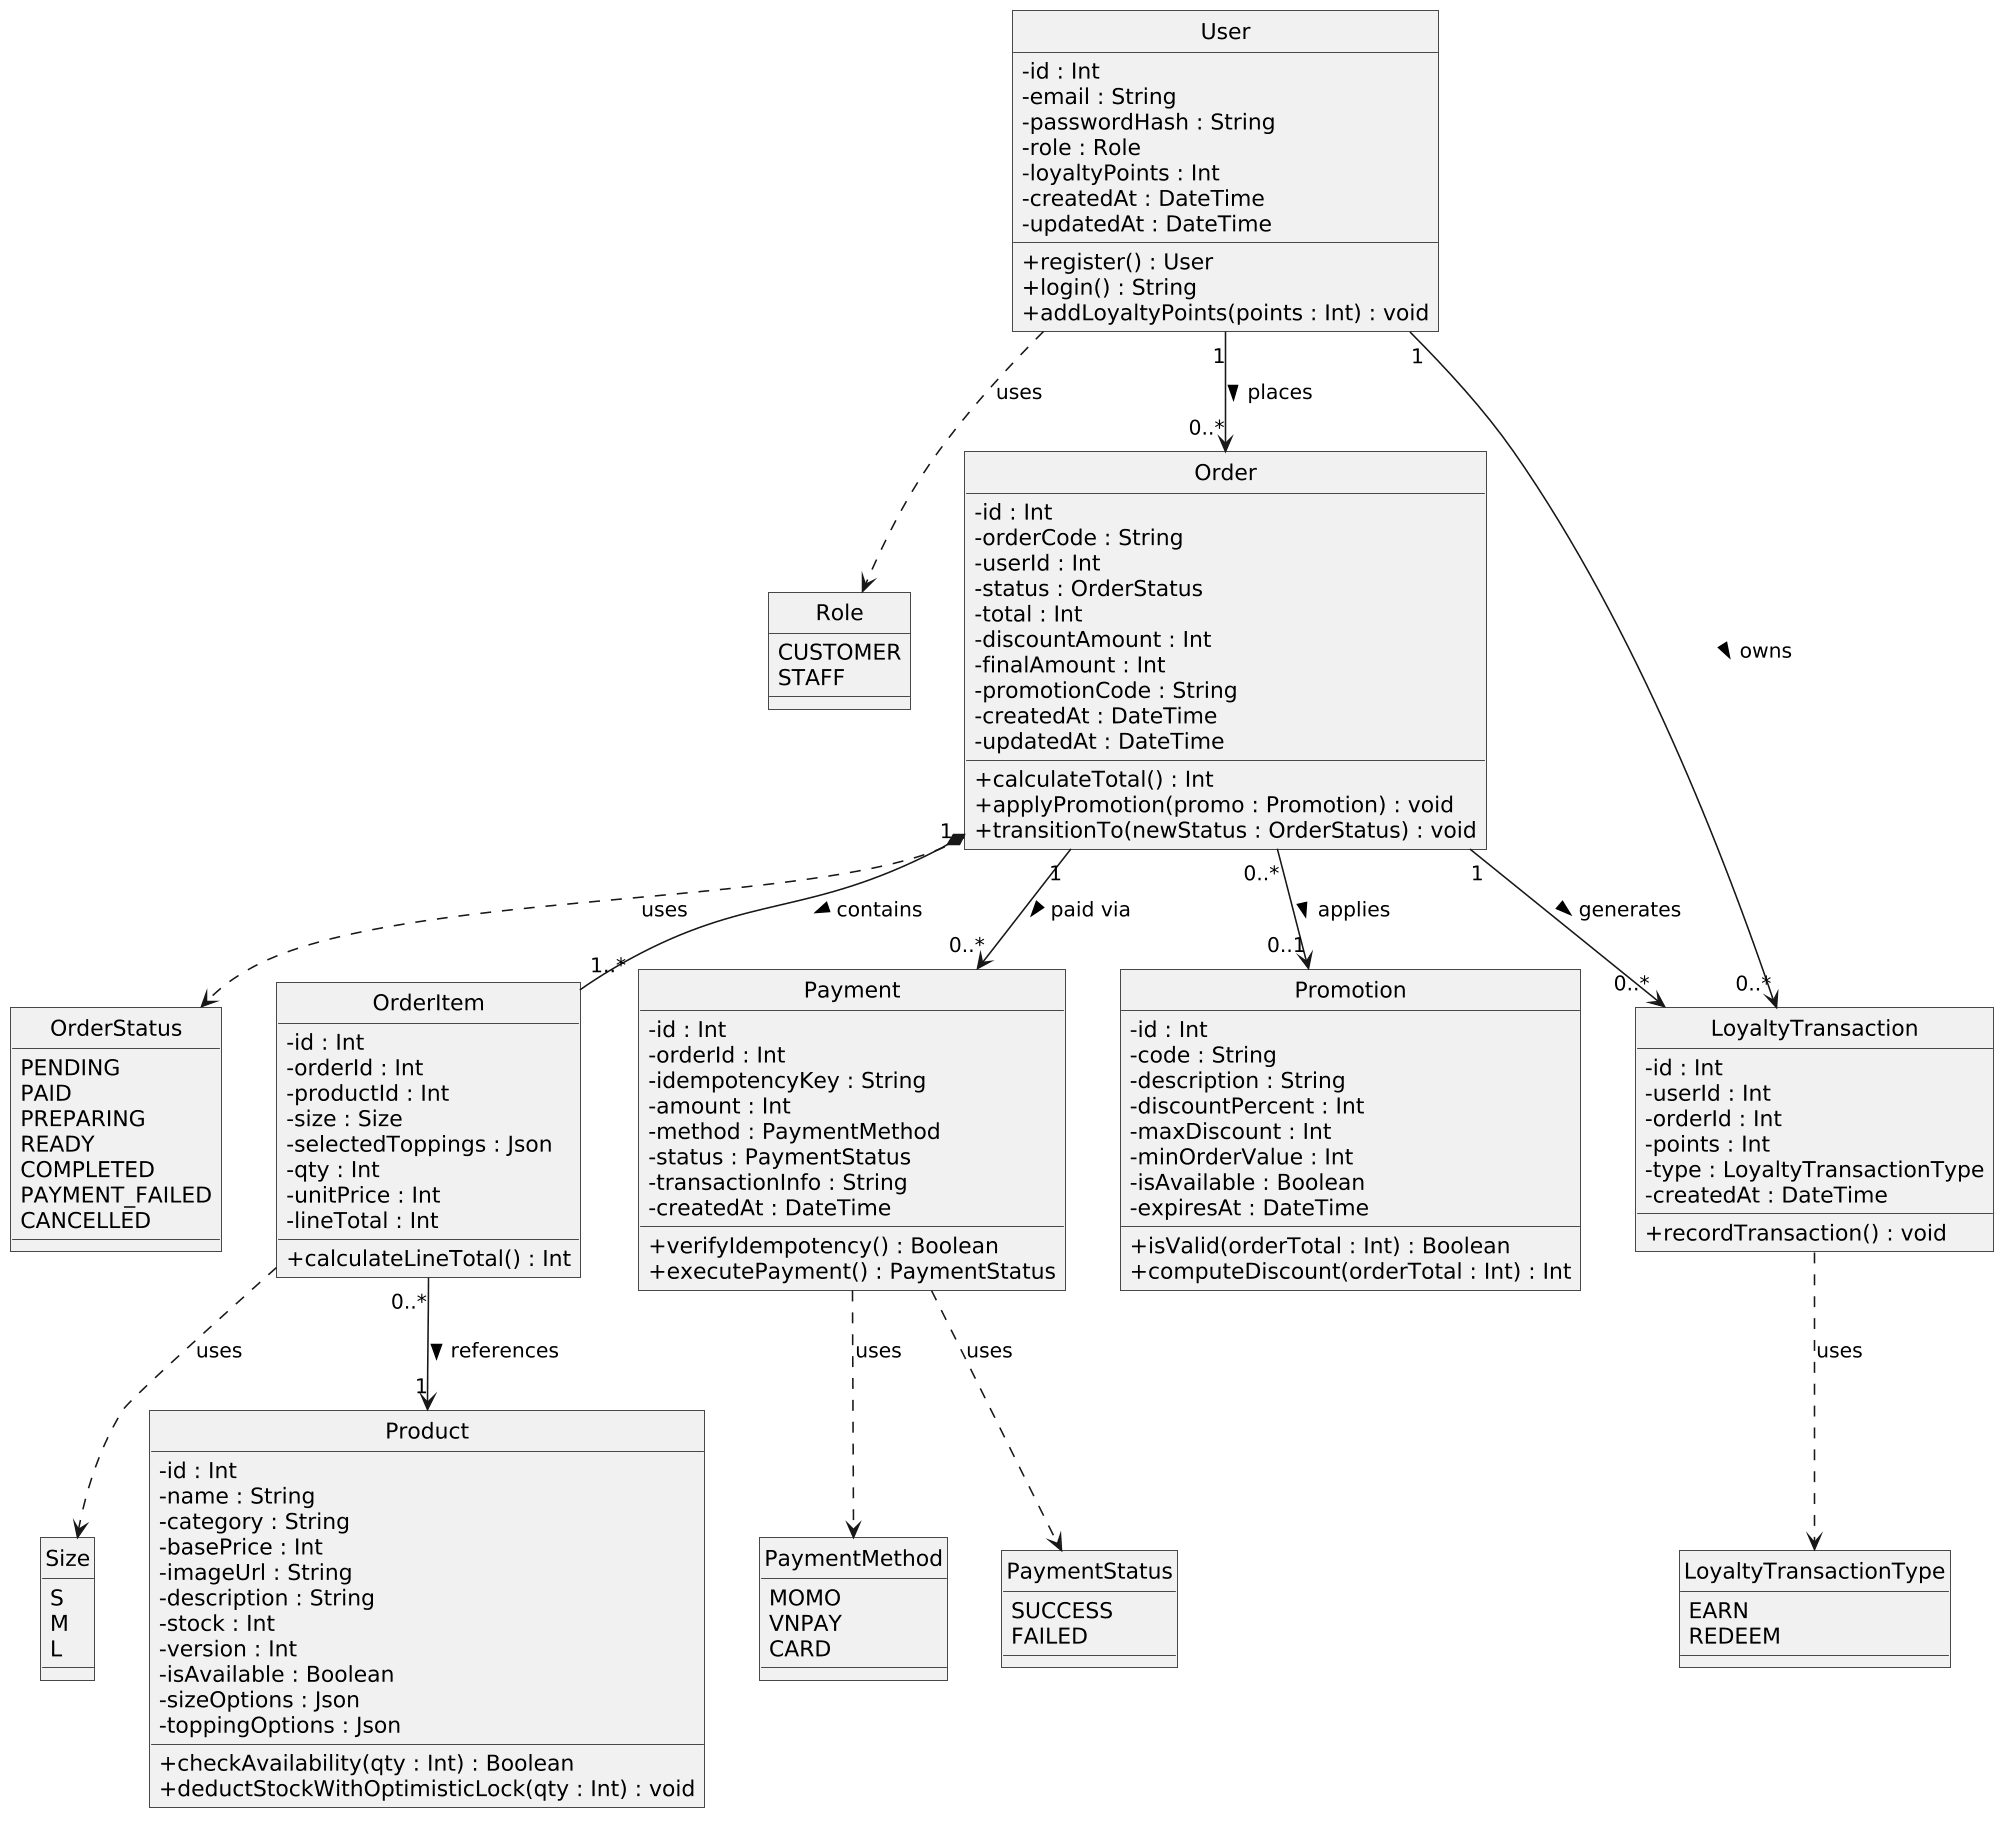 User
-id : Int
-email : String
-passwordHash : String
-role : Role
-loyaltyPoints : Int
-createdAt : DateTime
-updatedAt : DateTime
+register() : User
+login() : String
+addLoyaltyPoints(points : Int) : void
1
1
uses
places
0..*
Order
-id : Int
-orderCode : String
-userId : Int
-status : OrderStatus
-total : Int
-discountAmount : Int
-finalAmount : Int
-promotionCode : String
-createdAt : DateTime
-updatedAt : DateTime
+calculateTotal() : Int
+applyPromotion(promo : Promotion) : void
+transitionTo(newStatus : OrderStatus) : void
Role
CUSTOMER
STAFF
owns
1
1
0..*
1
uses
contains
paid via
applies
generates
1..*
0..*
0..1
0..*
0..*
OrderStatus
PENDING
PAID
PREPARING
READY
COMPLETED
PAYMENT_FAILED
CANCELLED
OrderItem
-id : Int
-orderId : Int
-productId : Int
-size : Size
-selectedToppings : Json
-qty : Int
-unitPrice : Int
-lineTotal : Int
+calculateLineTotal() : Int
Payment
-id : Int
-orderId : Int
-idempotencyKey : String
-amount : Int
-method : PaymentMethod
-status : PaymentStatus
-transactionInfo : String
-createdAt : DateTime
+verifyIdempotency() : Boolean
+executePayment() : PaymentStatus
Promotion
-id : Int
-code : String
-description : String
-discountPercent : Int
-maxDiscount : Int
-minOrderValue : Int
-isAvailable : Boolean
-expiresAt : DateTime
+isValid(orderTotal : Int) : Boolean
+computeDiscount(orderTotal : Int) : Int
LoyaltyTransaction
-id : Int
-userId : Int
-orderId : Int
-points : Int
-type : LoyaltyTransactionType
-createdAt : DateTime
+recordTransaction() : void
0..*
uses
references
uses
uses
uses
1
Size
S
M
L
Product
-id : Int
-name : String
-category : String
-basePrice : Int
-imageUrl : String
-description : String
-stock : Int
-version : Int
-isAvailable : Boolean
-sizeOptions : Json
-toppingOptions : Json
+checkAvailability(qty : Int) : Boolean
+deductStockWithOptimisticLock(qty : Int) : void
PaymentMethod
MOMO
VNPAY
CARD
PaymentStatus
SUCCESS
FAILED
LoyaltyTransactionType
EARN
REDEEM